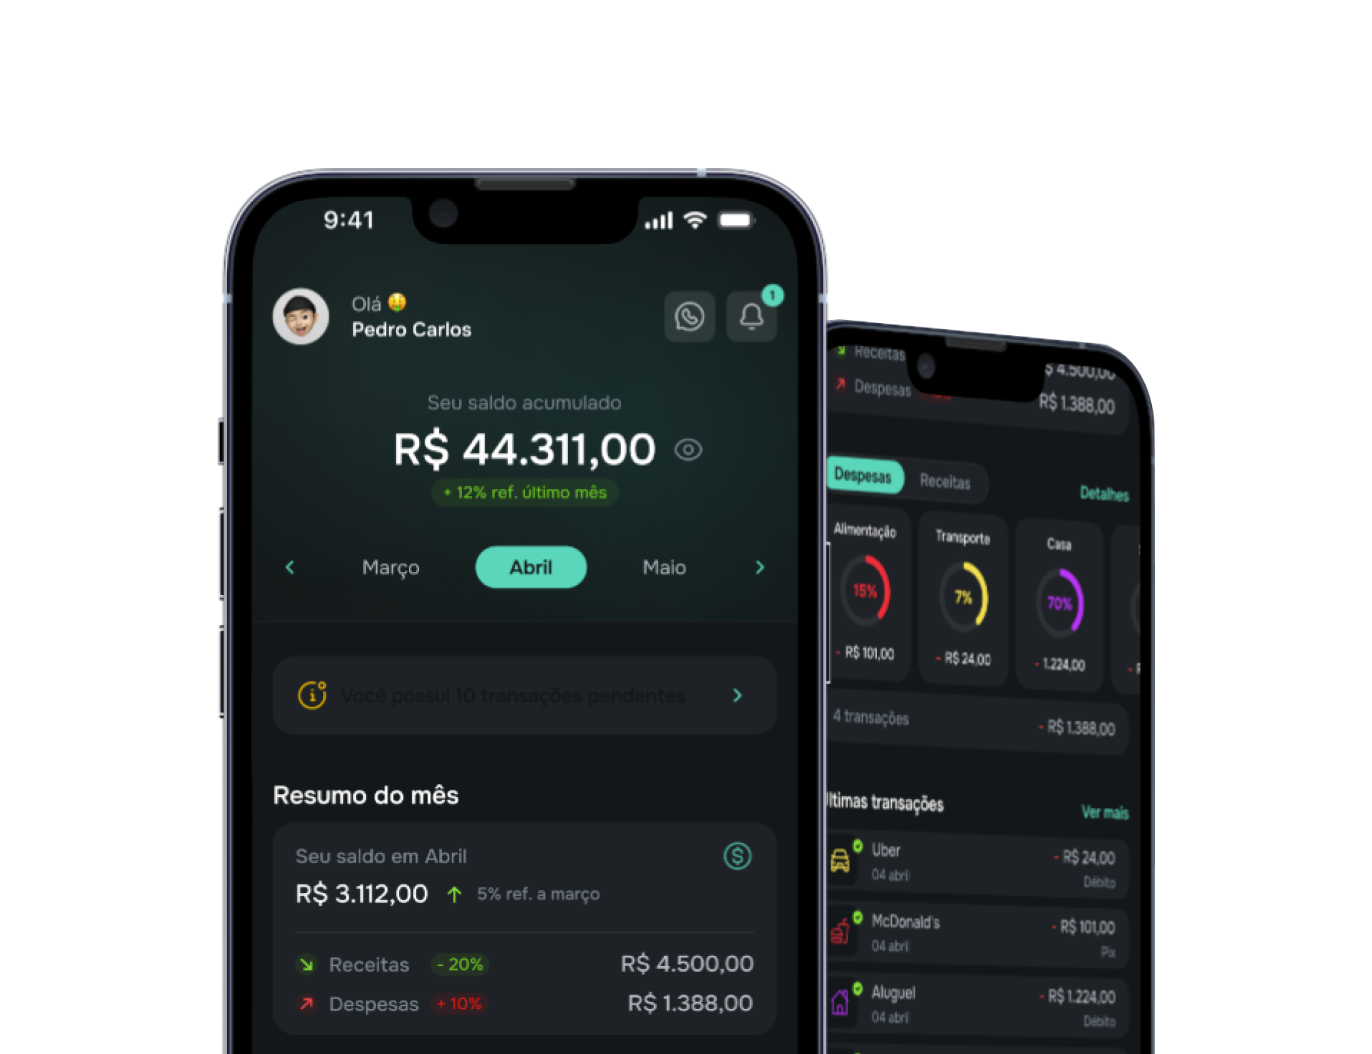 9:41
Olá
1
Pedro Carlos
Seu saldo acumulado
R$ 44.311,00
+ 12% ref. último mês
Março Abril Maio
Você possui 10 transações pendentes
Resumo do mês
Seu saldo em Abril
R$ 3.112,00 5% ref. a março
Receitas - 20% R$ 4.500,00
Despesas + 10% R$ 1.388,00
Receitas $ 4.500,00
Despesas R$ 1.388,00
Despesas Receitas Detalhes
Alimentação Transporte Casa
15% 7% 70%
- R$ 101,00 - R$ 24,00 - 1.224,00 -
4 transações - R$ 1.388,00
ltimas transações Ver mais
Uber - R$ 24,00
04 abril Débito
McDonald's - R$ 101,00
04 abril Pix
Aluguel - R$ 1.224,00
04 abril Débito